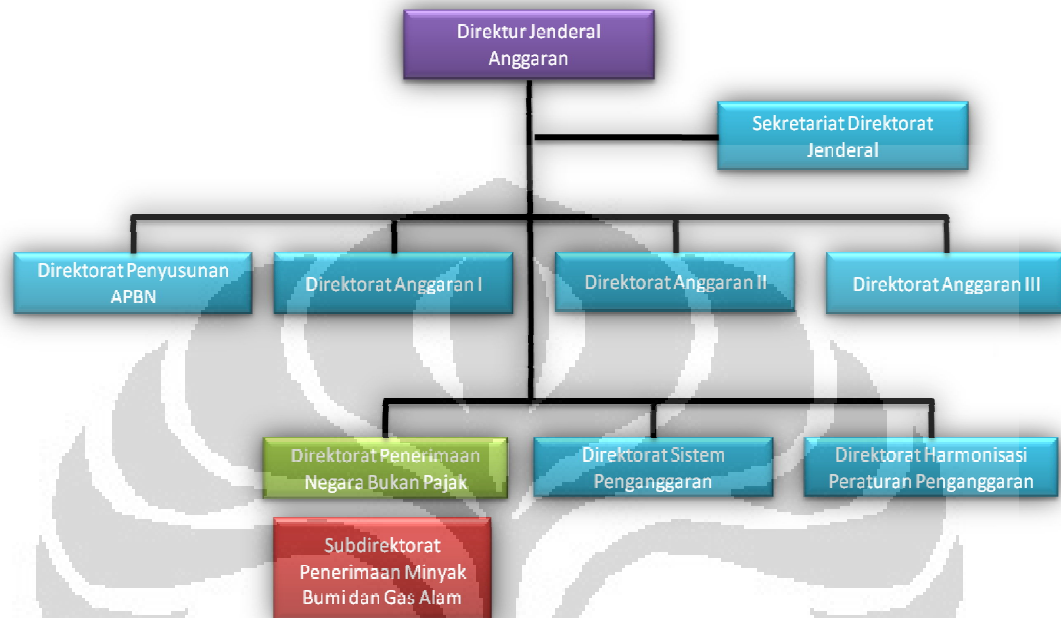 Direktur Jenderal
Anggaran
Sekretariat Direktorat
Jenderal
Direktorat Penyusunan
APBN
Direktorat Anggaran I
Direktorat Anggaran II
Direktorat Anggaran III
Direktorat Penerimaan
Negara Bukan Pajak
Direktorat Sistem
Penganggaran
Direktorat Harmonisasi
Peraturan Penganggaran
Subdirektorat
Penerimaan Minyak
Bumi dan Gas Alam